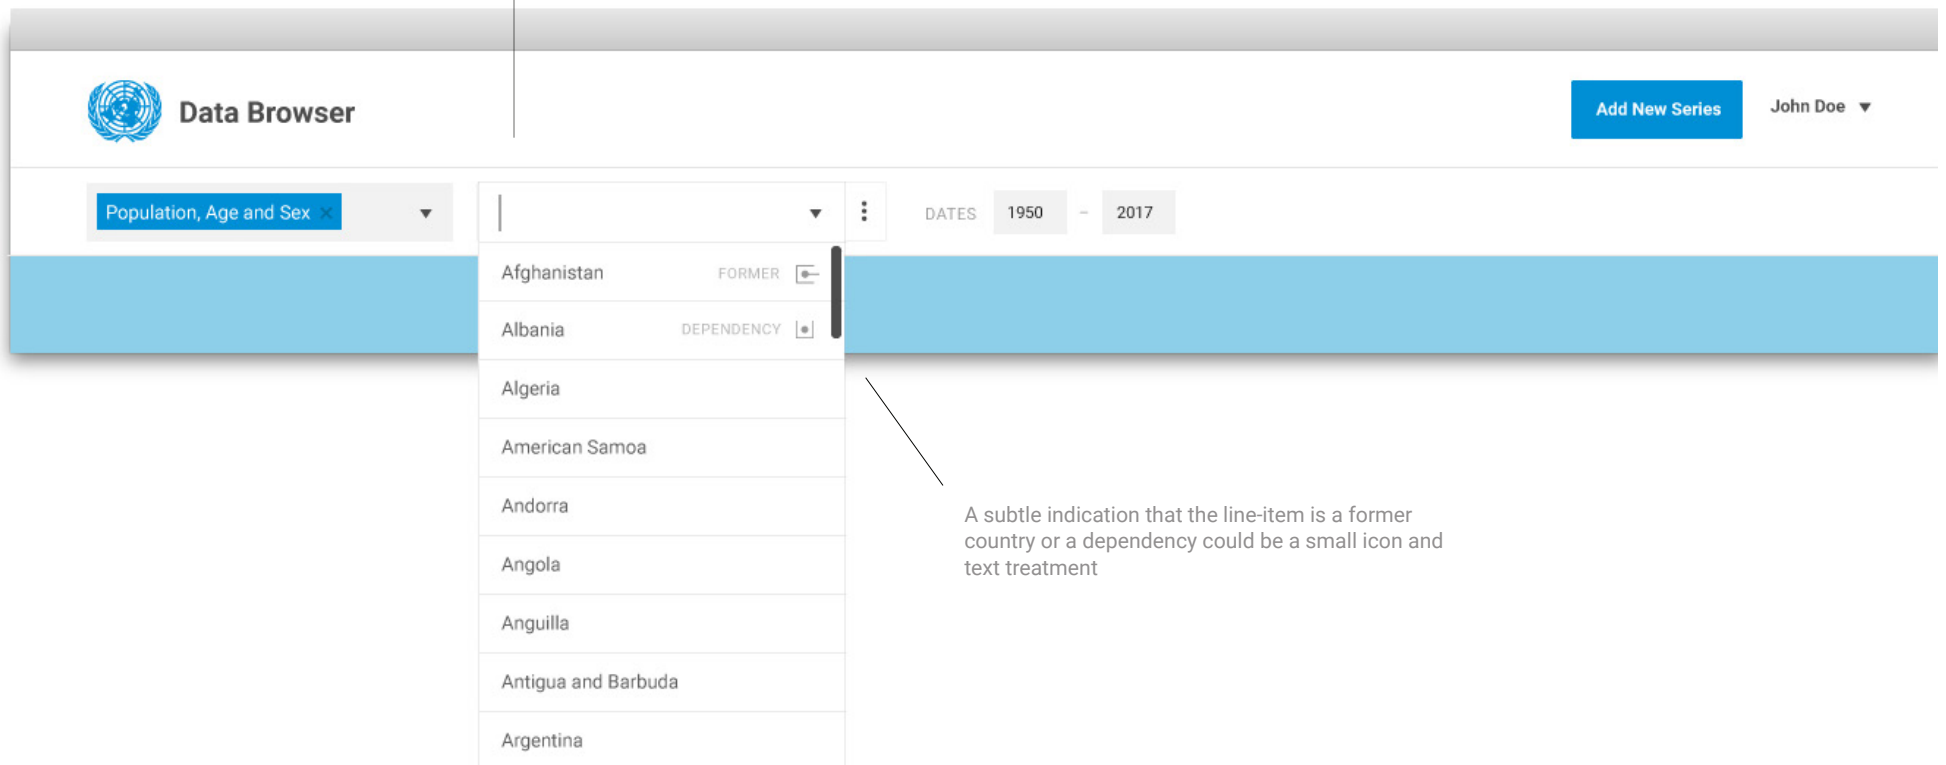 Data Browser
Add New Series
John Doe
Population, Age and Sex ×
DATES 1950 – 2017
Afghanistan FORMER
Albania DEPENDENCY
Algeria
American Samoa
Andorra
Angola
Anguilla
Antigua and Barbuda
Argentina
A subtle indication that the line-item is a former
country or a dependency could be a small icon and
text treatment